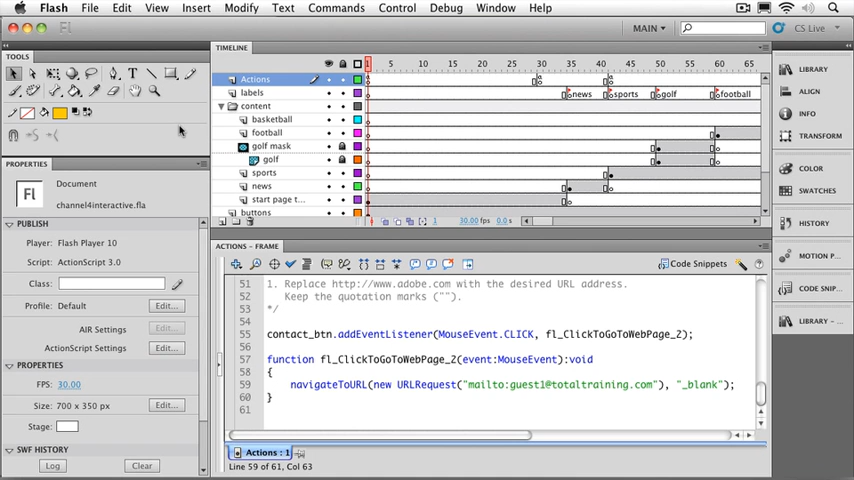 Flash File Edit View Insert Modify Text Commands Control Debug Window Help
MAIN CS Live
TOOLS
TIMELINE
1 5 10 15 20 25 30 35 40 45 50 55 60 65
Actions
labels news sports golf football
content
basketball
football
golf mask
golf
sports
news
start page t...
buttons
1 30.00 fps 0.0 s
PROPERTIES
Fl Document
channel4interactive.fla
PUBLISH
Player: Flash Player 10
Script: ActionScript 3.0
Class:
Profile: Default Edit...
AIR Settings Edit...
ActionScript Settings Edit...
PROPERTIES
FPS: 30.00
Size: 700 x 350 px Edit...
Stage:
SWF HISTORY
Log Clear
ACTIONS - FRAME
Code Snippets
51 1. Replace http://www.adobe.com with the desired URL address.
52 Keep the quotation marks ("").
53 */
54
55 contact_btn.addEventListener(MouseEvent.CLICK, fl_ClickToGoToWebPage_2);
56
57 function fl_ClickToGoToWebPage_2(event:MouseEvent):void
58 {
59 navigateToURL(new URLRequest("mailto:guest1@totaltraining.com"), "_blank");
60 }
61
Actions : 1
Line 59 of 61, Col 63
LIBRARY
ALIGN
INFO
TRANSFORM
COLOR
SWATCHES
HISTORY
MOTION P...
CODE SNIP...
LIBRARY -...